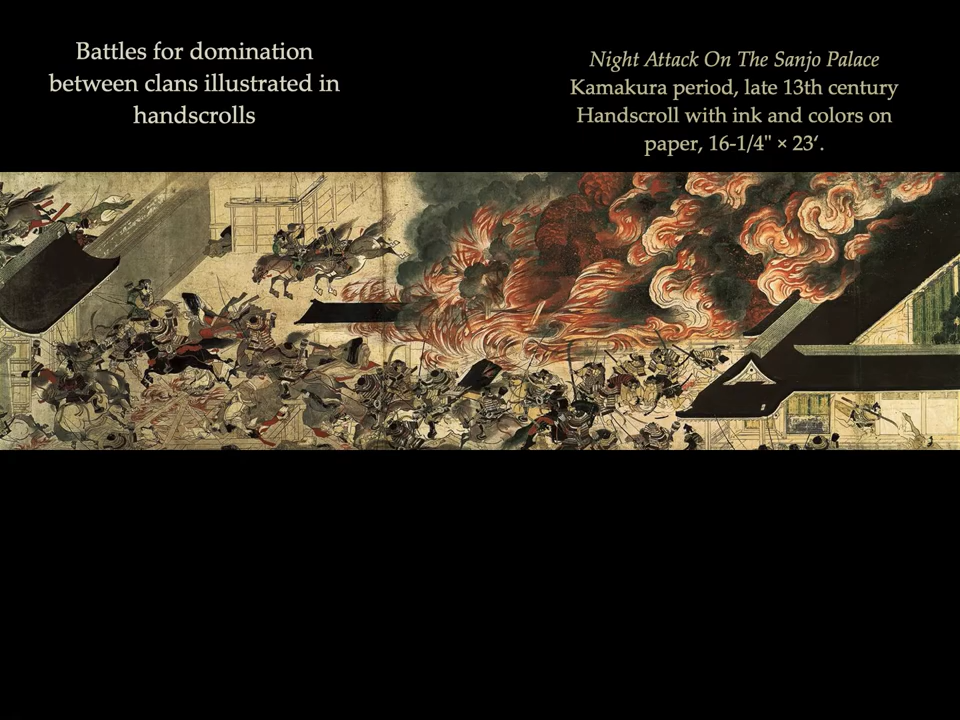 Battles for domination
between clans illustrated in
handscrolls
Night Attack On The Sanjo Palace
Kamakura period, late 13th century
Handscroll with ink and colors on
paper, 16-1/4" × 23‘.